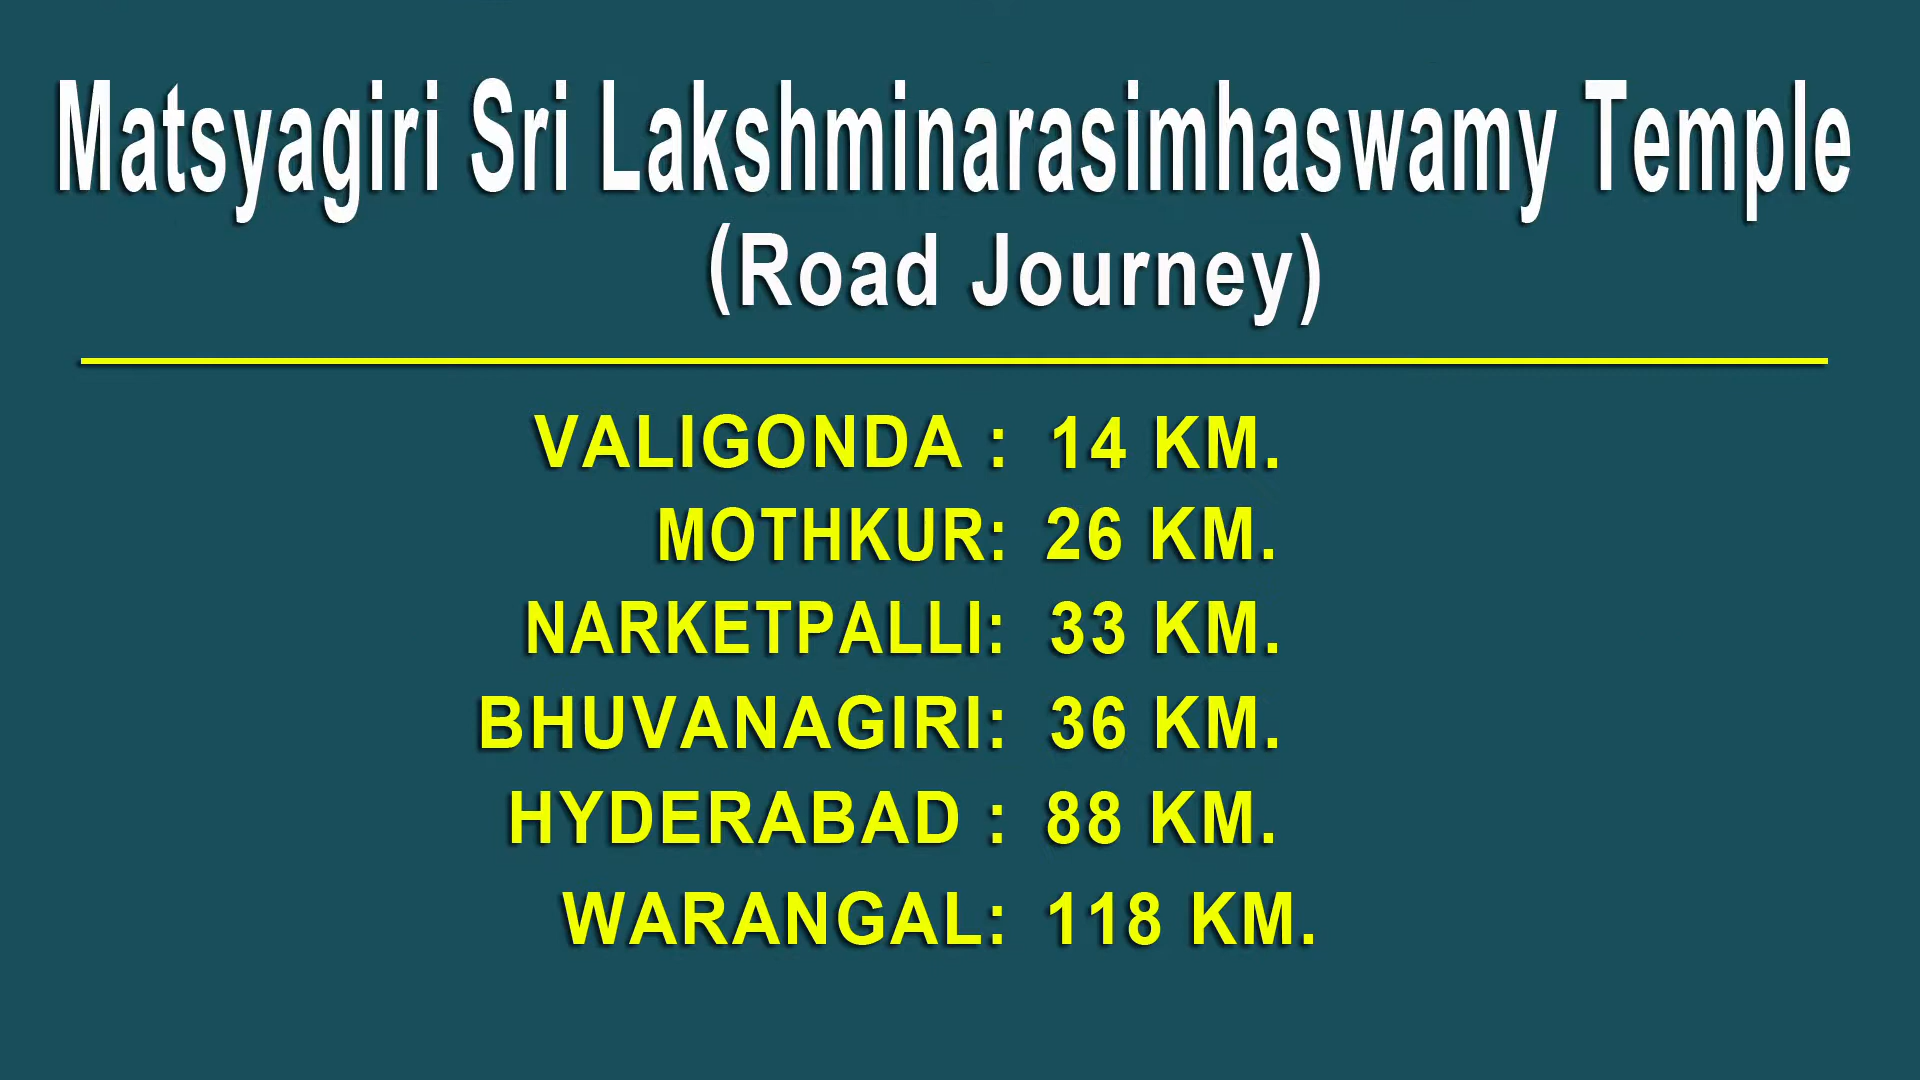 Matsyagiri Sri Lakshminarasimhaswamy Temple
(Road Journey)
VALIGONDA : 14 KM.
MOTHKUR: 26 KM.
NARKETPALLI: 33 KM.
BHUVANAGIRI: 36 KM.
HYDERABAD : 88 KM.
WARANGAL: 118 KM.